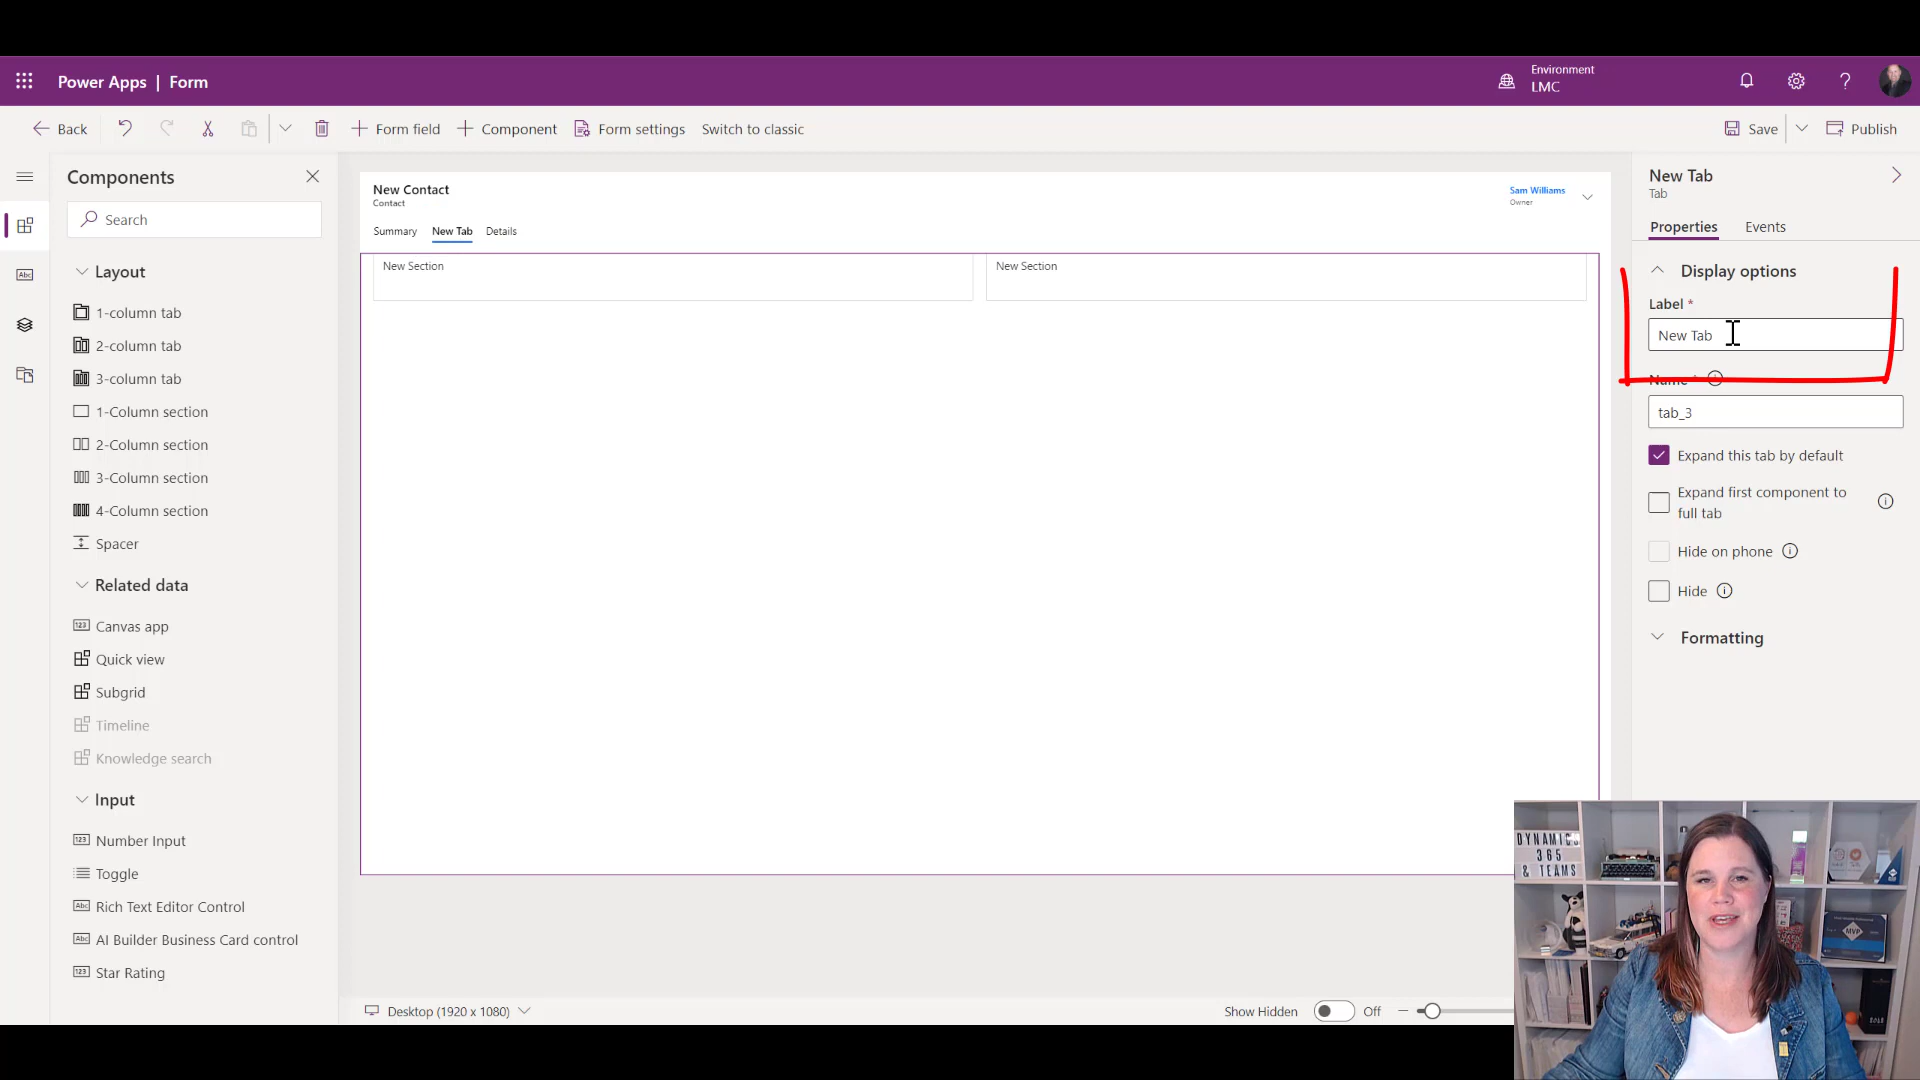 Power Apps | Form
Environment
LMC
Back
Form field
Component
Form settings
Switch to classic
Save
Publish
Components
Search
Layout
1-column tab
2-column tab
3-column tab
1-Column section
2-Column section
3-Column section
4-Column section
Spacer
Related data
Canvas app
Quick view
Subgrid
Timeline
Knowledge search
Input
Number Input
Toggle
Rich Text Editor Control
AI Builder Business Card control
Star Rating
New Contact
Contact
Sam Williams
Owner
Summary
New Tab
Details
New Section
New Section
Desktop (1920 x 1080)
Show Hidden
Off
New Tab
Tab
Properties
Events
Display options
Label *
New Tab
Name *
tab_3
Expand this tab by default
Expand first component to
full tab
Hide on phone
Hide
Formatting
DYNAMICS
365
& TEAMS
MVP